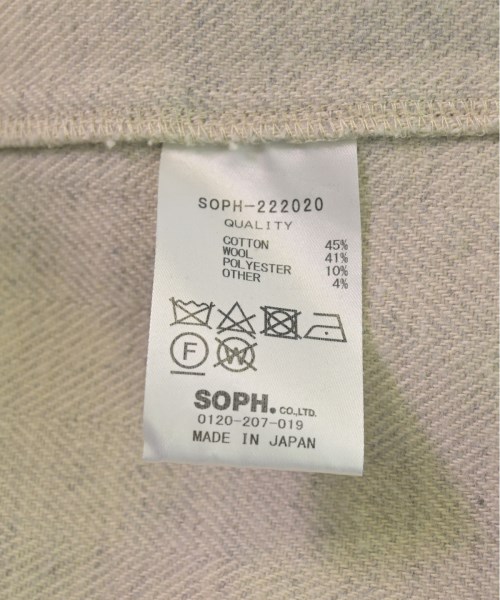 SOPH-222020
QUALITY
COTTON 45%
WOOL 41%
POLYESTER 10%
OTHER 4%
F W
SOPH. CO.,LTD.
0120-207-019
MADE IN JAPAN